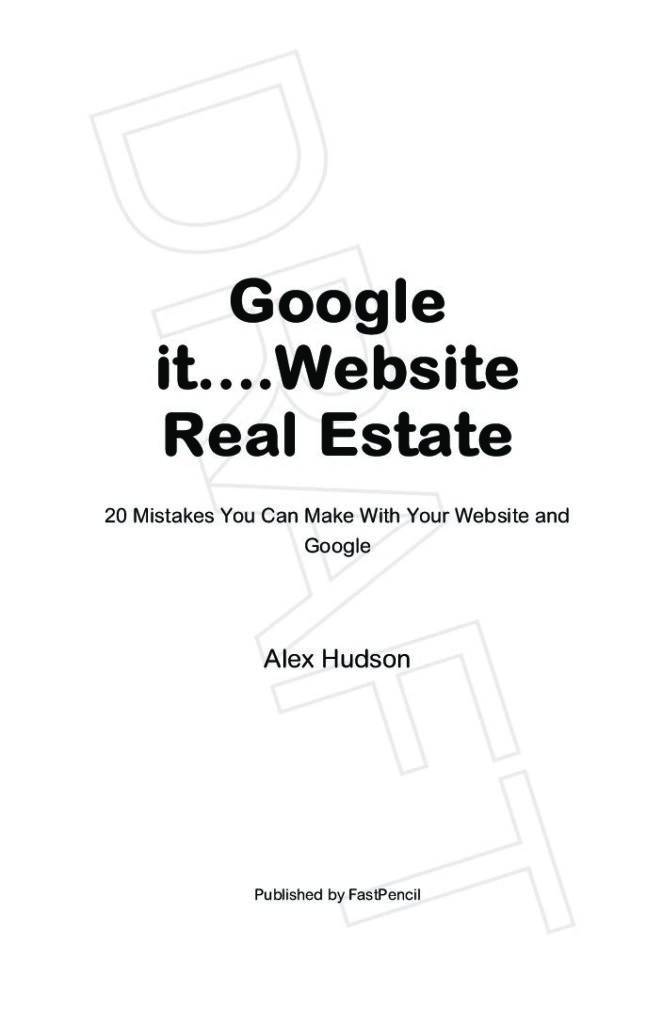 Google
it....Website
Real Estate
20 Mistakes You Can Make With Your Website and
Google
Alex Hudson
Published by FastPencil
DRAFT